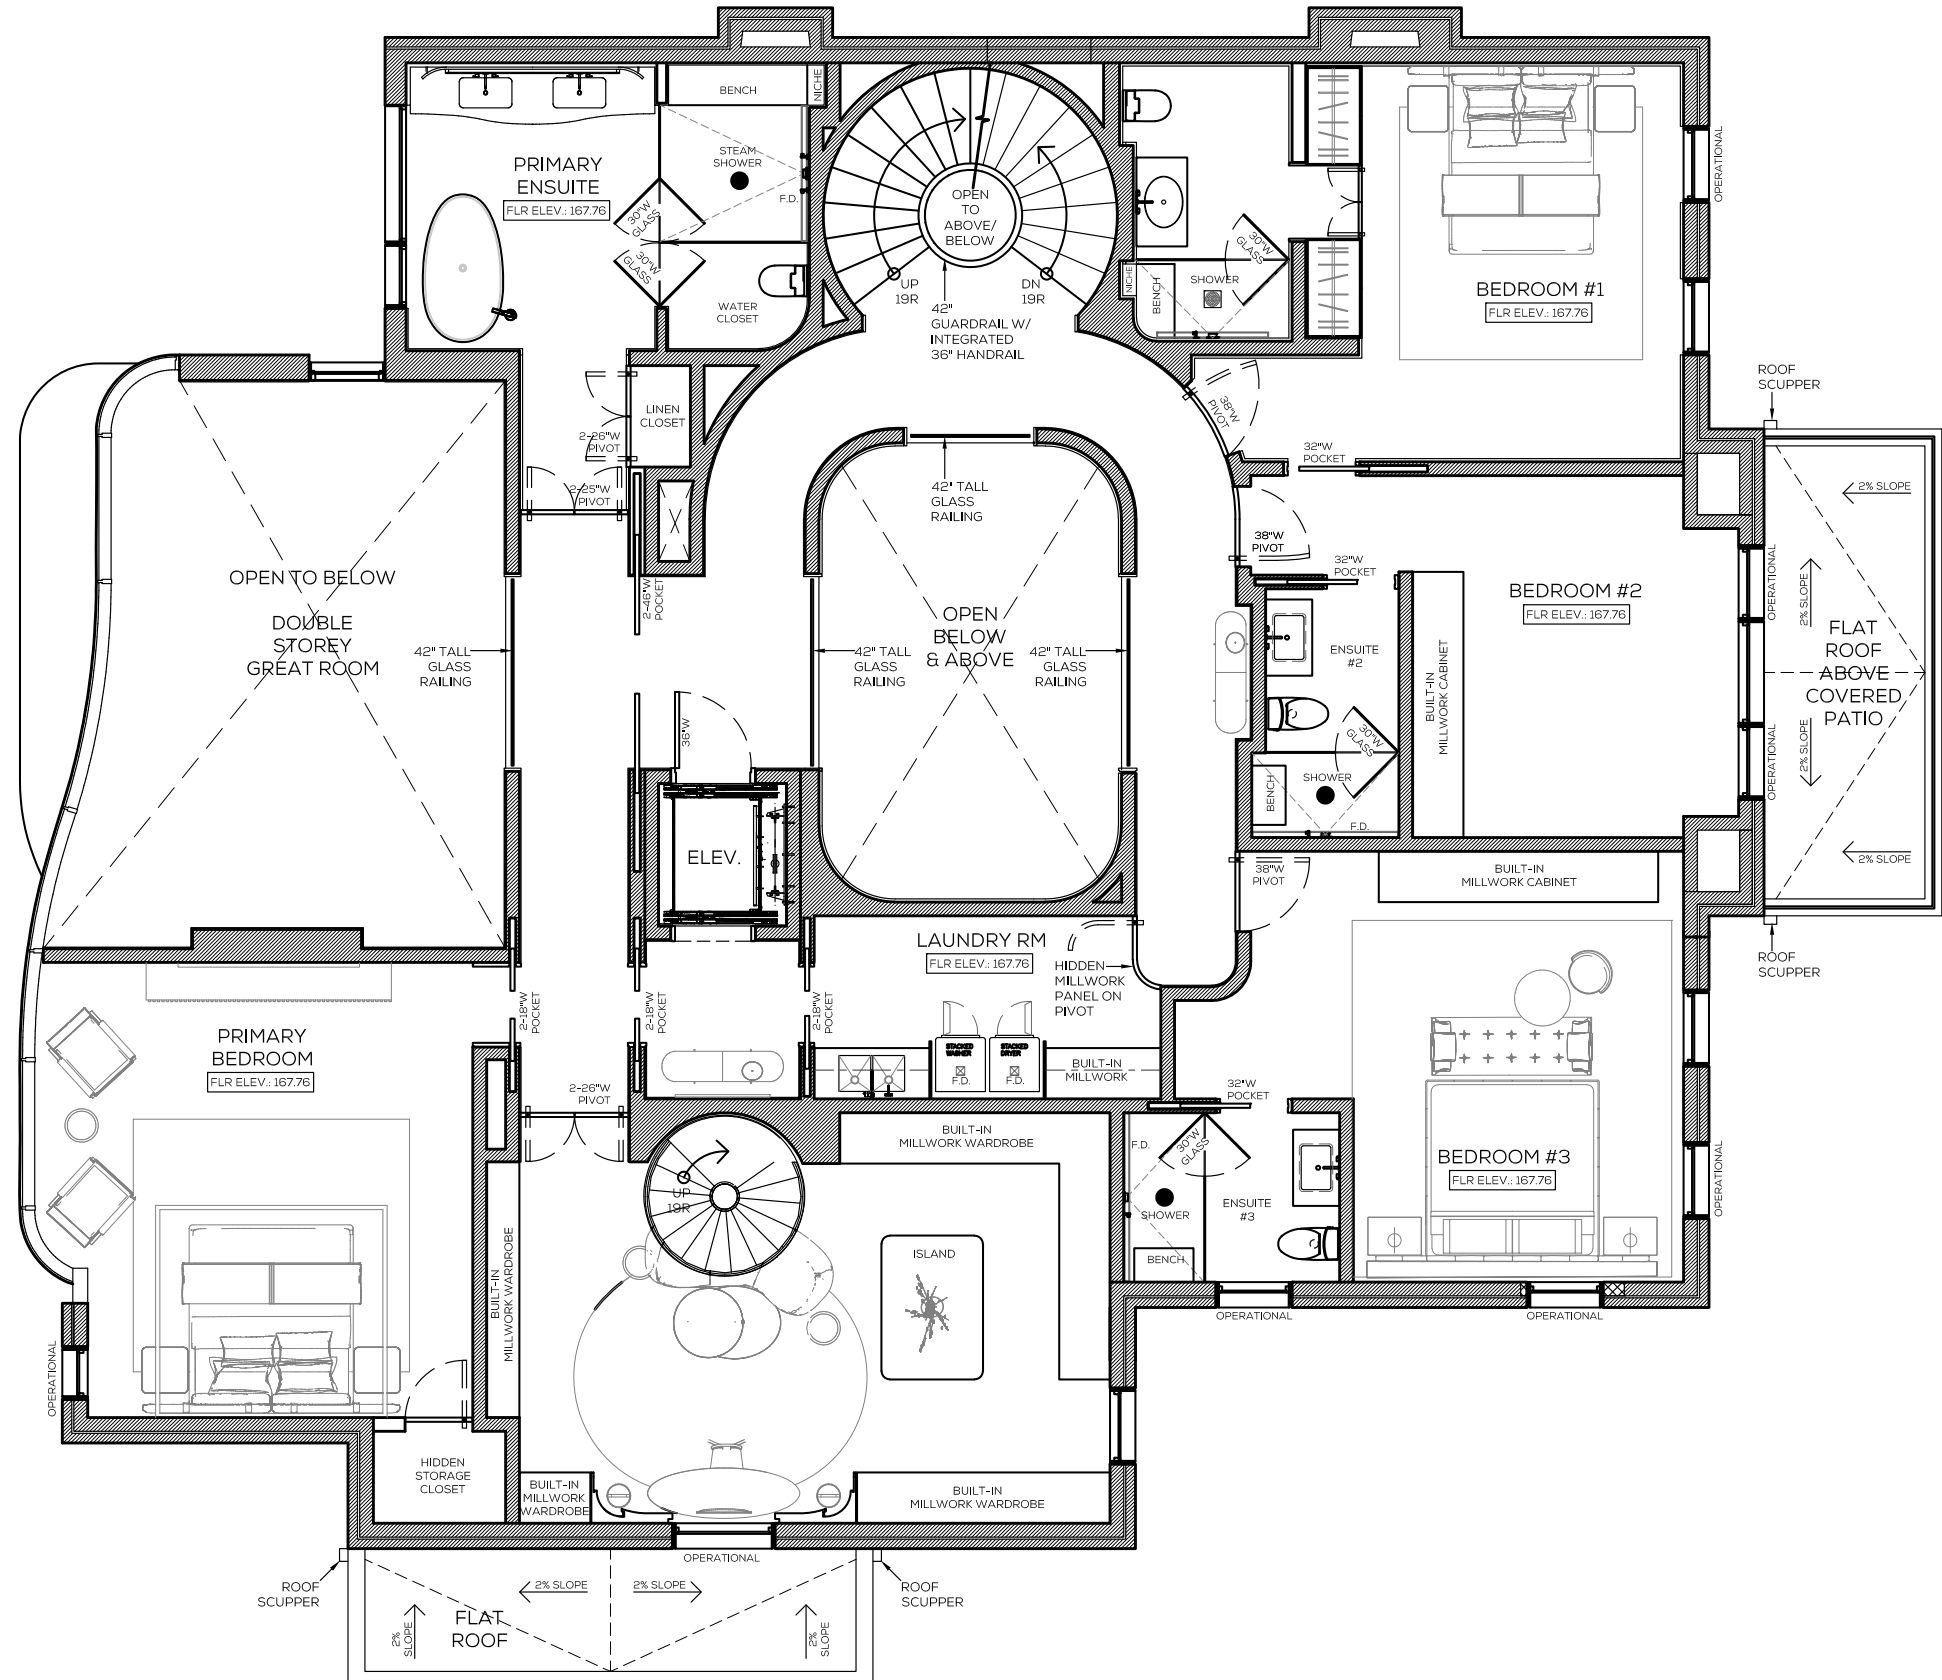 BENCH
NICHE
PRIMARY
ENSUITE
FLR ELEV.: 167.76
STEAM
SHOWER
F.D.
30"W
GLASS
30"W
GLASS
WATER
CLOSET
OPEN
TO
ABOVE/
BELOW
UP
19R
DN
19R
42"
GUARDRAIL W/
INTEGRATED
36" HANDRAIL
NICHE
BENCH
SHOWER
30"W
GLASS
BEDROOM #1
FLR ELEV.: 167.76
OPERATIONAL
ROOF
SCUPPER
LINEN
CLOSET
2-26"W
PIVOT
2-25"W
PIVOT
38"W
PIVOT
32"W
POCKET
42" TALL
GLASS
RAILING
2% SLOPE
38"W
PIVOT
32"W
POCKET
OPEN TO BELOW
DOUBLE
STOREY
GREAT ROOM
42" TALL
GLASS
RAILING
2-46"W
POCKET
OPEN
BELOW
& ABOVE
42" TALL
GLASS
RAILING
42" TALL
GLASS
RAILING
ENSUITE
#2
BEDROOM #2
FLR ELEV.: 167.76
BUILT-IN
MILLWORK CABINET
OPERATIONAL
2% SLOPE
FLAT
ROOF
ABOVE
COVERED
PATIO
OPERATIONAL
2% SLOPE
36"W
30"W
GLASS
SHOWER
BENCH
F.D.
ELEV.
38"W
PIVOT
BUILT-IN
MILLWORK CABINET
2% SLOPE
ROOF
SCUPPER
LAUNDRY RM
FLR ELEV.: 167.76
HIDDEN
MILLWORK
PANEL ON
PIVOT
2-18"W
POCKET
2-18"W
POCKET
2-18"W
POCKET
PRIMARY
BEDROOM
FLR ELEV.: 167.76
STACKED
WASHER
F.D.
STACKED
DRYER
F.D.
BUILT-IN
MILLWORK
2-26"W
PIVOT
32"W
POCKET
BUILT-IN
MILLWORK WARDROBE
F.D.
30"W
GLASS
BEDROOM #3
FLR ELEV.: 167.76
OPERATIONAL
UP
19R
SHOWER
ENSUITE
#3
BENCH
BUILT-IN
MILLWORK WARDROBE
ISLAND
OPERATIONAL
OPERATIONAL
OPERATIONAL
HIDDEN
STORAGE
CLOSET
BUILT-IN
MILLWORK
WARDROBE
BUILT-IN
MILLWORK WARDROBE
OPERATIONAL
ROOF
SCUPPER
2% SLOPE
2% SLOPE
ROOF
SCUPPER
FLAT
ROOF
2%
SLOPE
2%
SLOPE